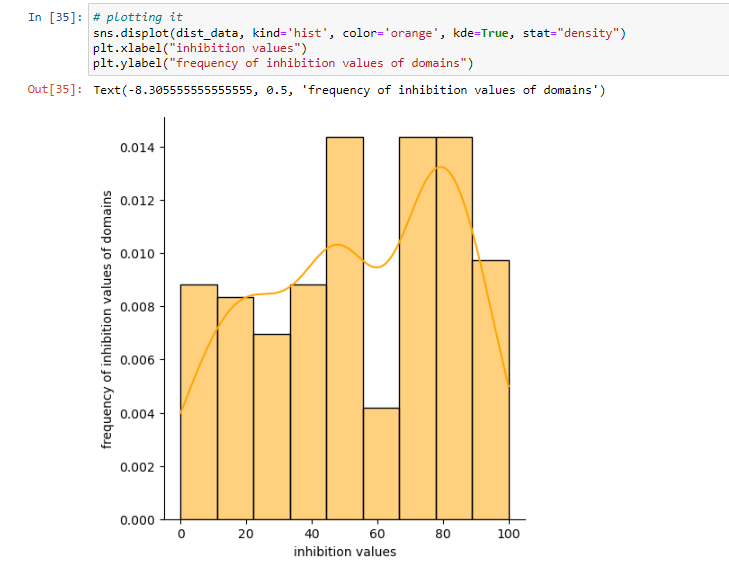 In [35]: # plotting it
sns.displot(dist_data, kind='hist', color='orange', kde=True, stat="density")
plt.xlabel("inhibition values")
plt.ylabel("frequency of inhibition values of domains")
Out[35]: Text(-8.305555555555555, 0.5, 'frequency of inhibition values of domains')
0.014
0.012
0.010
0.008
0.006
0.004
0.002
0.000
frequency of inhibition values of domains
0 20 40 60 80 100
inhibition values